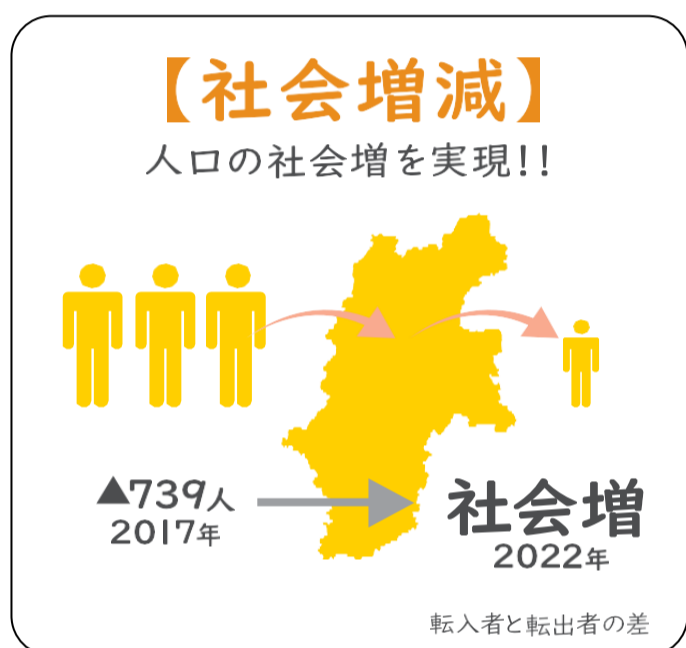 【社会増減】
人口の社会増を実現!!
▲739人
2017年
社会増
2022年
転入者と転出者の差